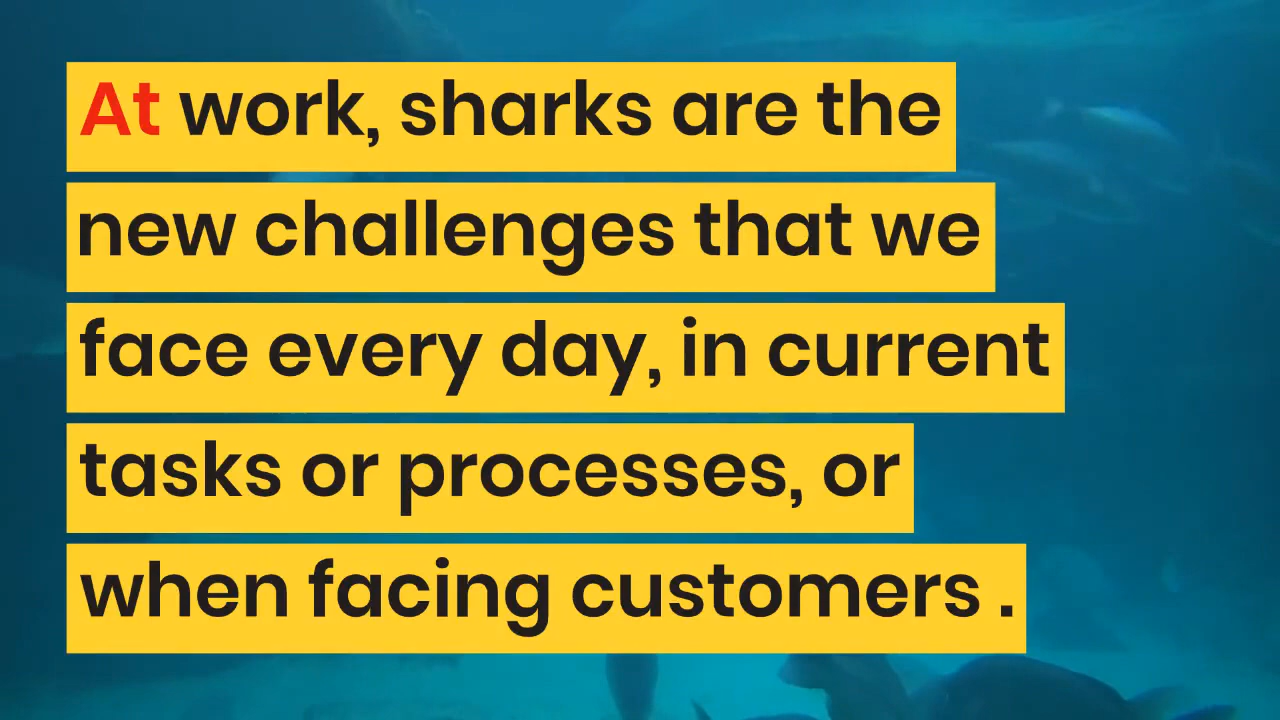 At work, sharks are the
new challenges that we
face every day, in current
tasks or processes, or
when facing customers .